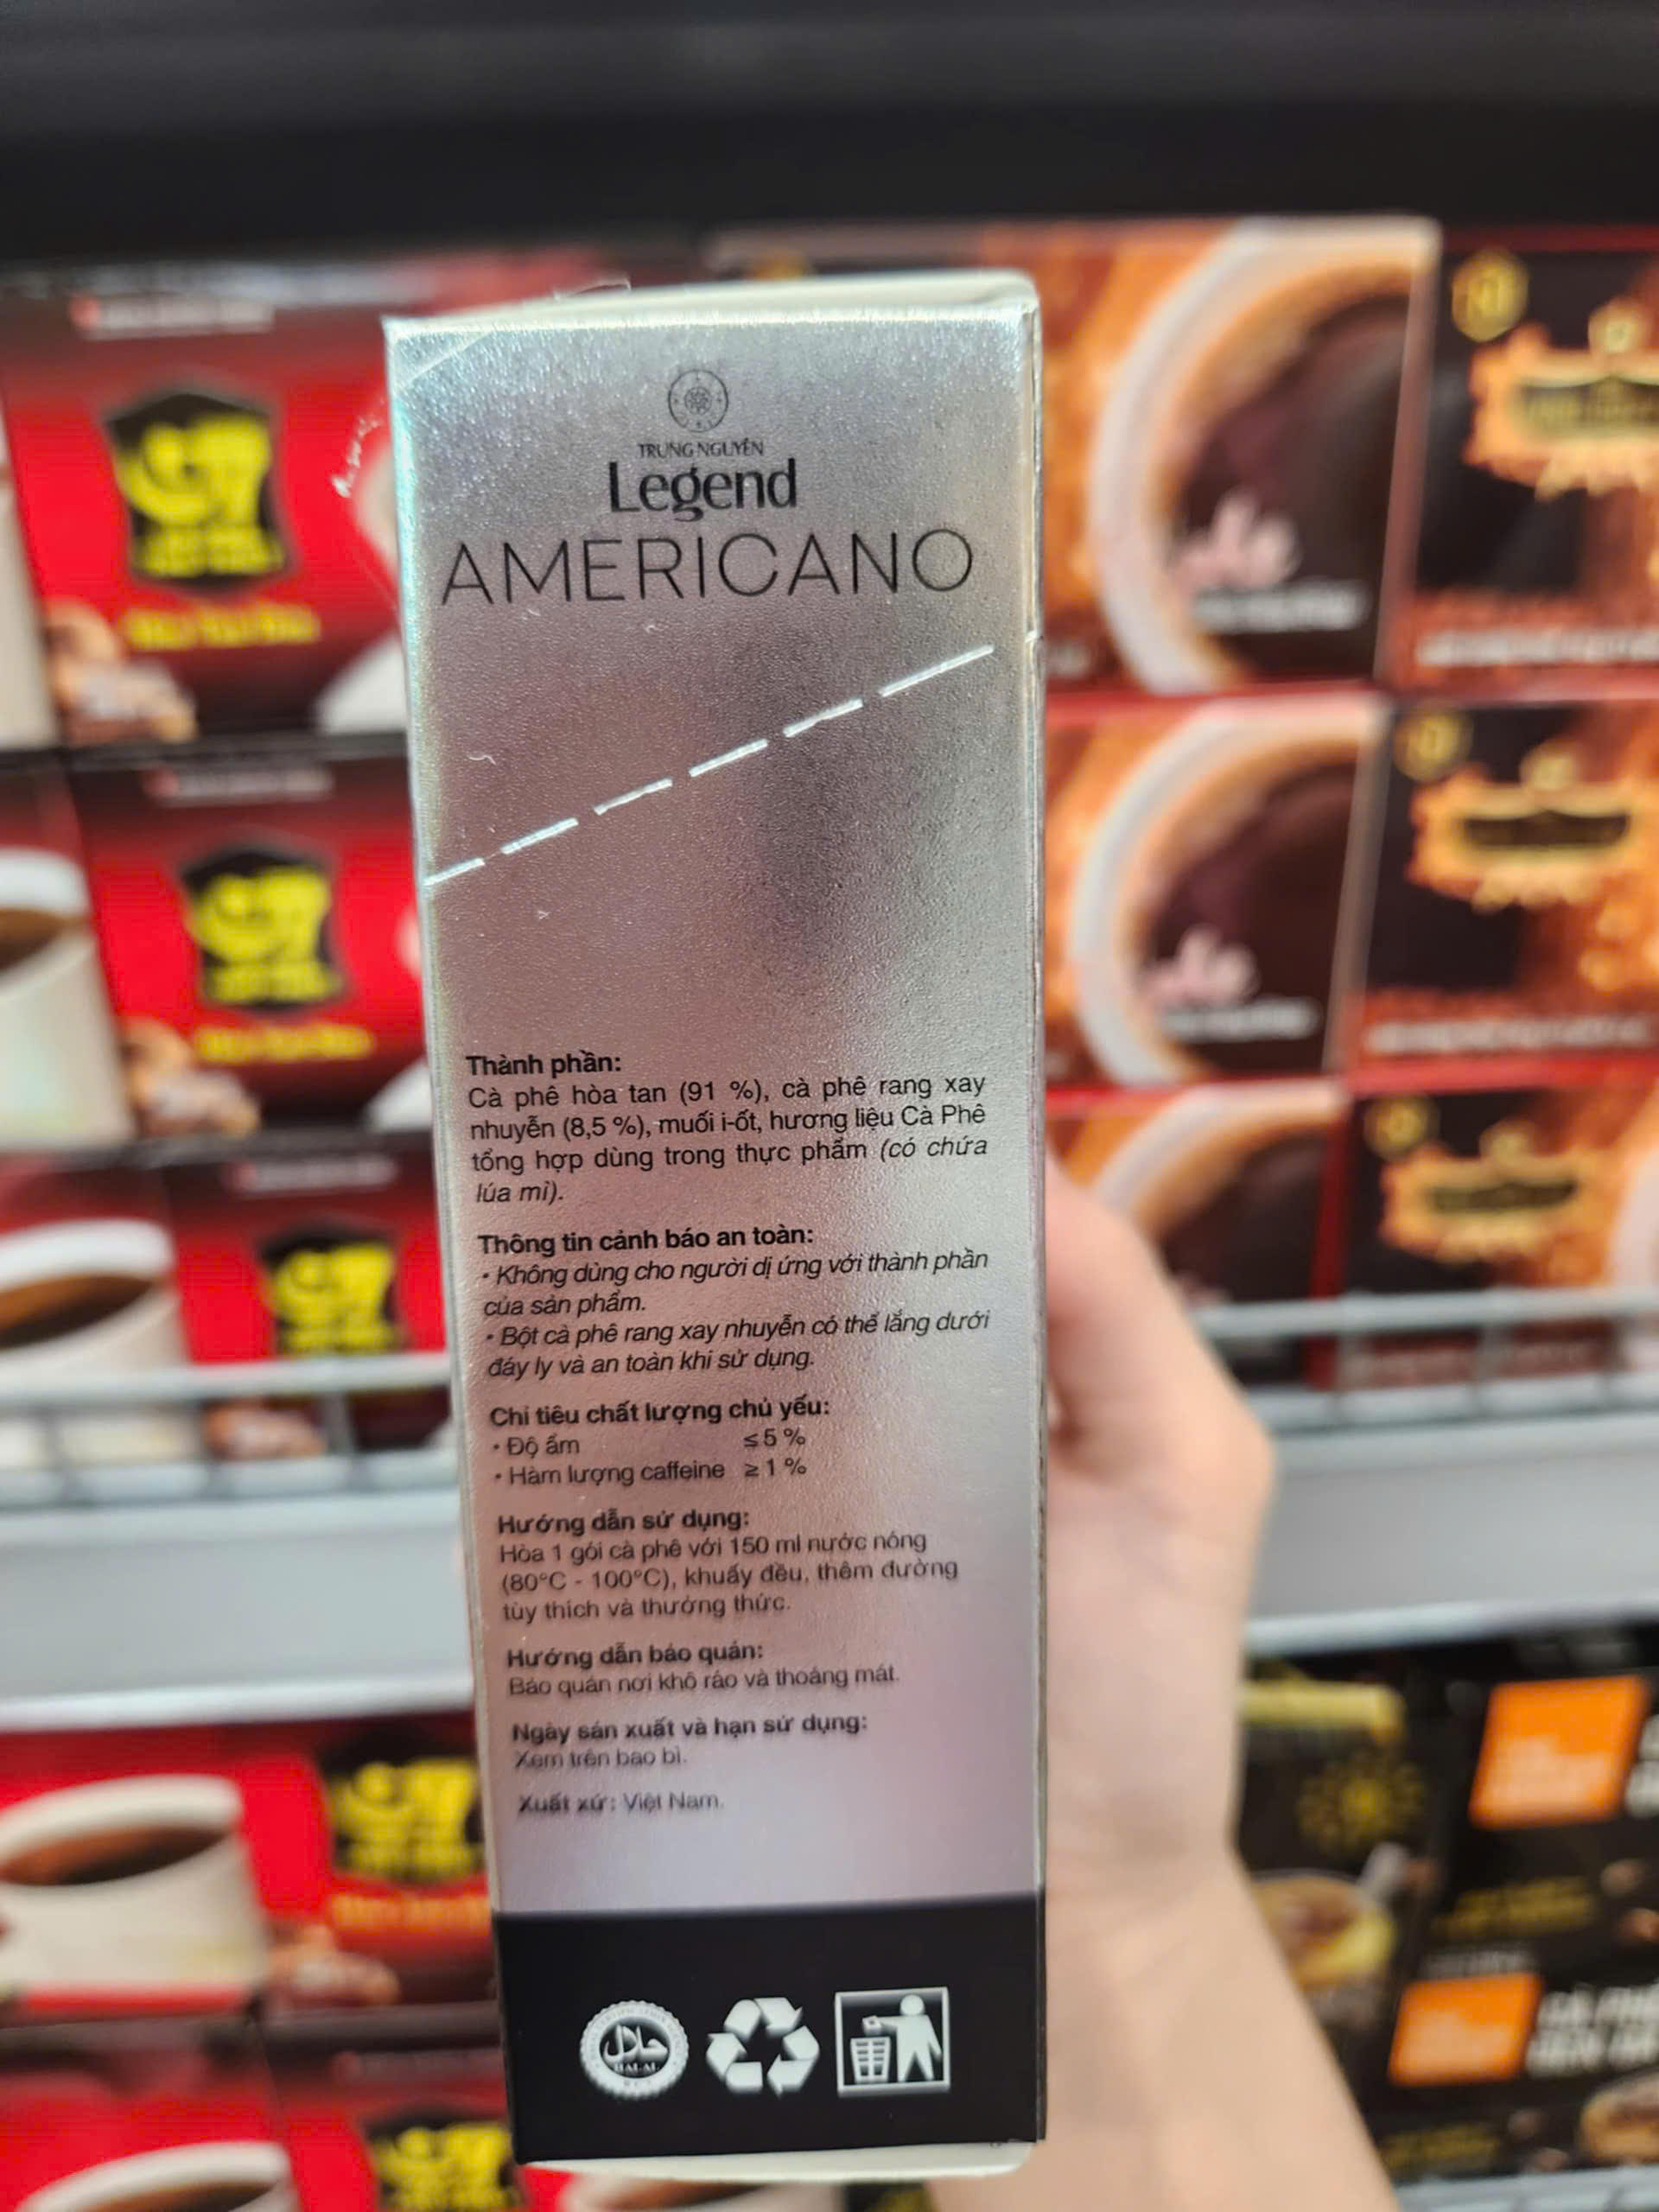 TRUNG NGUYÊN
Legend
AMERICANO
Thành phần:
Cà phê hòa tan (91 %), cà phê rang xay
nhuyễn (8,5 %), muối i-ốt, hương liệu Cà Phê
tổng hợp dùng trong thực phẩm (có chứa
lúa mì).
Thông tin cảnh báo an toàn:
• Không dùng cho người dị ứng với thành phần
của sản phẩm.
• Bột cà phê rang xay nhuyễn có thể lắng dưới
đáy ly và an toàn khi sử dụng.
Chỉ tiêu chất lượng chủ yếu:
• Độ ẩm ≤ 5 %
• Hàm lượng caffeine ≥ 1 %
Hướng dẫn sử dụng:
Hòa 1 gói cà phê với 150 ml nước nóng
(80°C - 100°C), khuấy đều, thêm đường
tùy thích và thưởng thức.
Hướng dẫn bảo quản:
Bảo quản nơi khô ráo và thoáng mát.
Ngày sản xuất và hạn sử dụng:
Xem trên bao bì.
Xuất xứ: Việt Nam.
حلال
HALAL